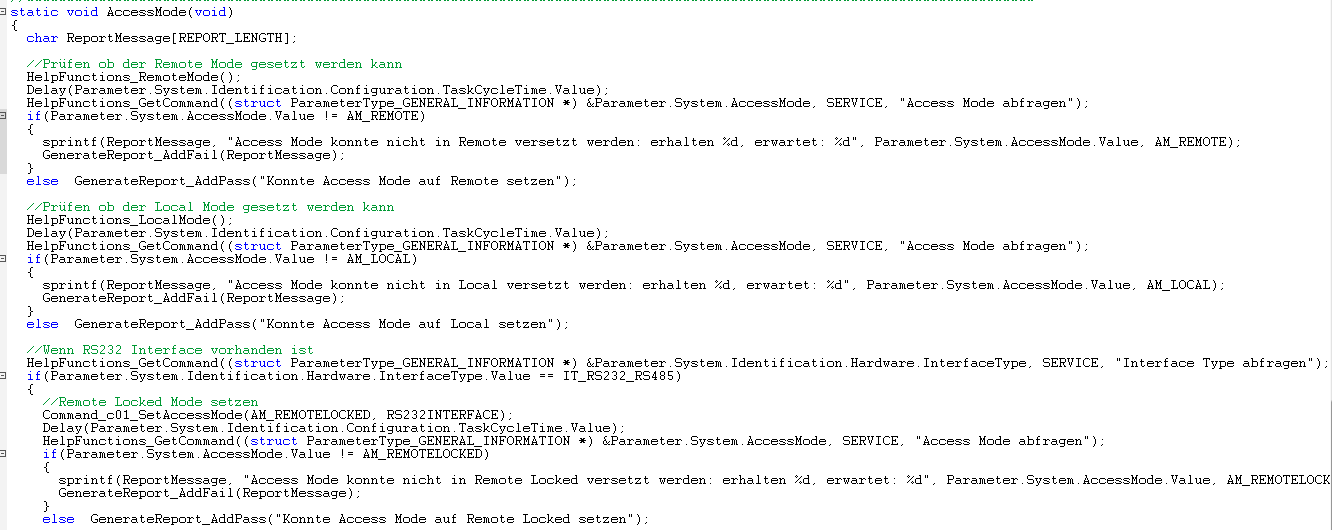 static void AccessMode(void)
{
char ReportMessage[REPORT_LENGTH];
//Prüfen ob der Remote Mode gesetzt werden kann
HelpFunctions_RemoteMode();
Delay(Parameter.System.Identification.Configuration.TaskCycleTime.Value);
HelpFunctions_GetCommand((struct ParameterType_GENERAL_INFORMATION *) &Parameter.System.AccessMode, SERVICE, "Access Mode abfragen");
if(Parameter.System.AccessMode.Value != AM_REMOTE)
{
sprintf(ReportMessage, "Access Mode konnte nicht in Remote versetzt werden: erhalten %d, erwartet: %d", Parameter.System.AccessMode.Value, AM_REMOTE);
GenerateReport_AddFail(ReportMessage);
}
else  GenerateReport_AddPass("Konnte Access Mode auf Remote setzen");
//Prüfen ob der Local Mode gesetzt werden kann
HelpFunctions_LocalMode();
Delay(Parameter.System.Identification.Configuration.TaskCycleTime.Value);
HelpFunctions_GetCommand((struct ParameterType_GENERAL_INFORMATION *) &Parameter.System.AccessMode, SERVICE, "Access Mode abfragen");
if(Parameter.System.AccessMode.Value != AM_LOCAL)
{
sprintf(ReportMessage, "Access Mode konnte nicht in Local versetzt werden: erhalten %d, erwartet: %d", Parameter.System.AccessMode.Value, AM_LOCAL);
GenerateReport_AddFail(ReportMessage);
}
else  GenerateReport_AddPass("Konnte Access Mode auf Local setzen");
//Wenn RS232 Interface vorhanden ist
HelpFunctions_GetCommand((struct ParameterType_GENERAL_INFORMATION *) &Parameter.System.Identification.Hardware.InterfaceType, SERVICE, "Interface Type abfragen");
if(Parameter.System.Identification.Hardware.InterfaceType.Value == IT_RS232_RS485)
{
//Remote Locked Mode setzen
Command_c01_SetAccessMode(AM_REMOTELOCKED, RS232INTERFACE);
Delay(Parameter.System.Identification.Configuration.TaskCycleTime.Value);
HelpFunctions_GetCommand((struct ParameterType_GENERAL_INFORMATION *) &Parameter.System.AccessMode, SERVICE, "Access Mode abfragen");
if(Parameter.System.AccessMode.Value != AM_REMOTELOCKED)
{
sprintf(ReportMessage, "Access Mode konnte nicht in Remote Locked versetzt werden: erhalten %d, erwartet: %d", Parameter.System.AccessMode.Value, AM_REMOTELOCK
GenerateReport_AddFail(ReportMessage);
}
else  GenerateReport_AddPass("Konnte Access Mode auf Remote Locked setzen");